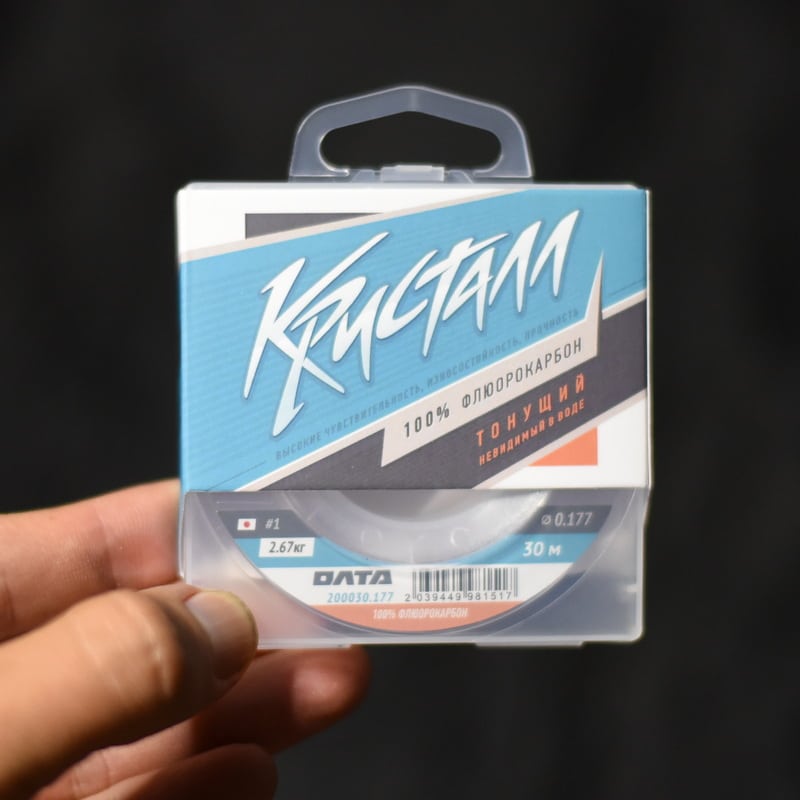 Кристалл
ВЫСОКИЕ ЧУВСТВИТЕЛЬНОСТЬ, ИЗНОСОСТОЙКОСТЬ, ПРОЧНОСТЬ
100% ФЛЮОРОКАРБОН
ТОНУЩИЙ
НЕВИДИМЫЙ В ВОДЕ
#1
⌀ 0.177
2.67кг
30 м
ОЛТА
200030.177
2 039449 981517
100% ФЛЮОРОКАРБОН